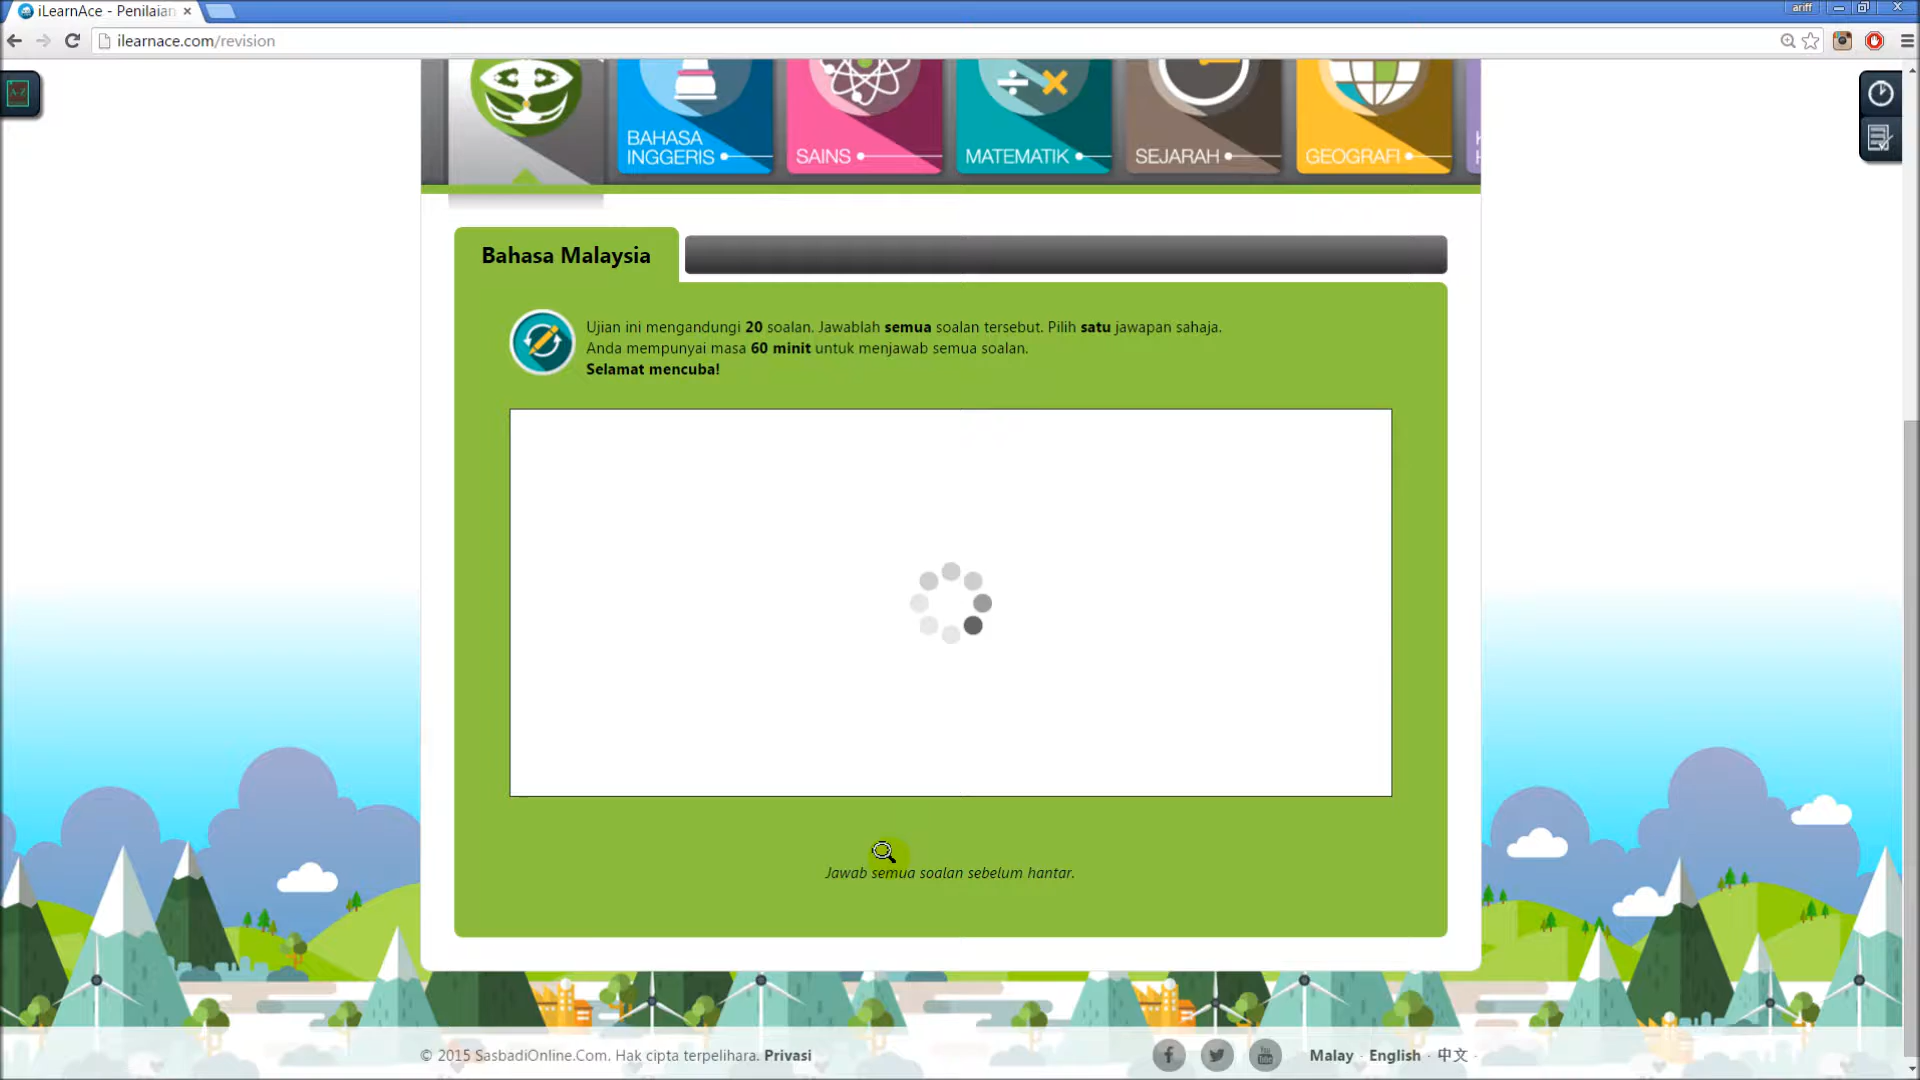 iLearnAce - Penilaian
ariff
ilearnace.com/revision
A-Z
BAHASA
INGGERIS
SAINS
MATEMATIK
SEJARAH
GEOGRAFI
Bahasa Malaysia
Ujian ini mengandungi 20 soalan. Jawablah semua soalan tersebut. Pilih satu jawapan sahaja.
Anda mempunyai masa 60 minit untuk menjawab semua soalan.
Selamat mencuba!
Jawab semua soalan sebelum hantar.
© 2015 SasbadiOnline.Com. Hak cipta terpelihara. Privasi
Malay - English - 中文 -